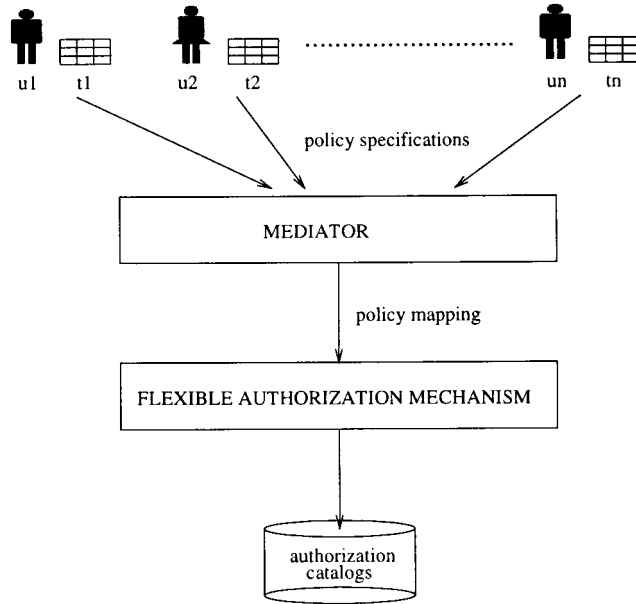 u1 t1 u2 t2 un tn
policy specifications
MEDIATOR
policy mapping
FLEXIBLE AUTHORIZATION MECHANISM
authorization
catalogs